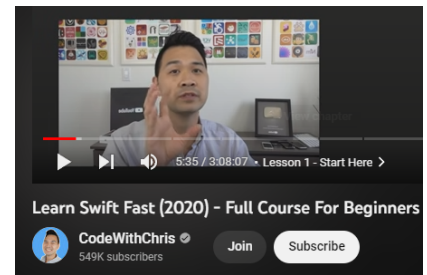 5:35 / 3:08:07 • Lesson 1 - Start Here >
Learn Swift Fast (2020) - Full Course For Beginners
CodeWithChris
549K subscribers
Join
Subscribe